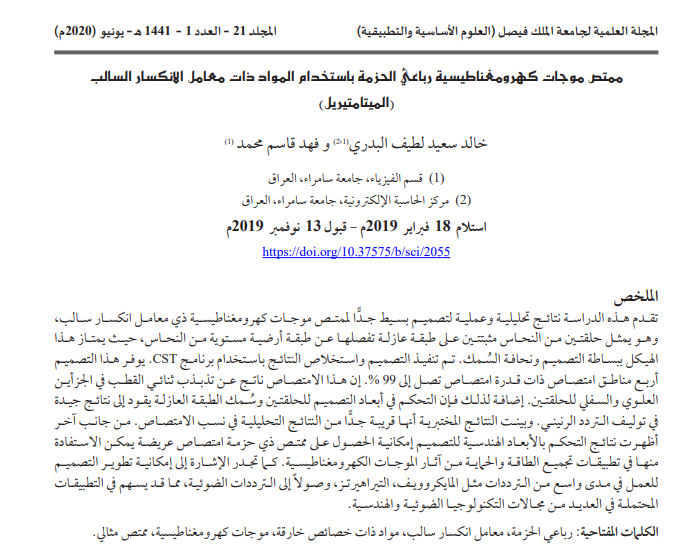 المجلة العلمية لجامعة الملك فيصل (العلوم الأساسية والتطبيقية) المجلد 21 - العدد 1 - 1441 هـ - يونيو (2020م)
ممتص موجات كهرومغناطيسية رباعي الحزمة باستخدام المواد ذات معامل الانكسار السالب
(الميتامتيريل)
خالد سعيد لطيف البدري(1-2) و فهد قاسم محمد (1)
(1) قسم الفيزياء، جامعة سامراء، العراق
(2) مركز الحاسبة الإلكترونية، جامعة سامراء، العراق
استلام 18 فبراير 2019م - قبول 13 نوفمبر 2019م
https://doi.org/10.37575/b/sci/2055
الملخص
تقدم هذه الدراسة نتائج تحليلية وعملية لتصميم بسيط جدًّا لممتص موجات كهرومغناطيسية ذي معامل انكسار سالب،
وهو يمثل حلقتين من النحاس مثبتتين على طبقة عازلة تفصلها عن طبقة أرضية مستوية من النحاس، حيث يمتاز هذا
الهيكل ببساطة التصميم ونحافة السُمك. تم تنفيذ التصميم واستخلاص النتائج باستخدام برنامج CST. يوفر هذا التصميم
أربع مناطق امتصاص ذات قدرة امتصاص تصل إلى 99 %. إن هذا الامتصاص ناتج عن تذبذب ثنائي القطب في الجزأين
العلوي والسفلي للحلقتين. إضافة لذلك فإن التحكم في أبعاد التصميم للحلقتين وسُمك الطبقة العازلة يقود إلى نتائج جيدة
في توليف التردد الرنيني. وبينت النتائج المختبرية أنها قريبة جدًّا من النتائج التحليلية في نسب الامتصاص. من جانب آخر
أظهرت نتائج التحكم بالأبعاد الهندسية للتصميم إمكانية الحصول على ممتص ذي حزمة امتصاص عريضة يمكن الاستفادة
منها في تطبيقات تجميع الطاقة والحماية من آثار الموجات الكهرومغناطيسية. كما تجدر الإشارة إلى إمكانية تطوير التصميم
للعمل في مدى واسع من الترددات مثل المايكروويف، التيراهيرتز، وصولاً إلى الترددات الضوئية، مما قد يسهم في التطبيقات
المحتملة في العديد من مجالات التكنولوجيا الضوئية والهندسية.
الكلمات المفتاحية: رباعي الحزمة، معامل انكسار سالب، مواد ذات خصائص خارقة، موجات كهرومغناطيسية، ممتص مثالي.